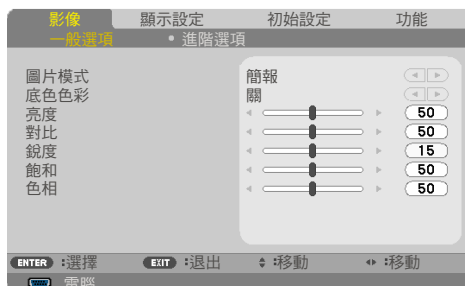 影像 顯示設定 初始設定 功能
一般選項 • 進階選項
圖片模式 簡報
底色色彩 關
亮度 50
對比 50
銳度 15
飽和 50
色相 50
ENTER :選擇 EXIT :退出 :移動 :移動
電腦